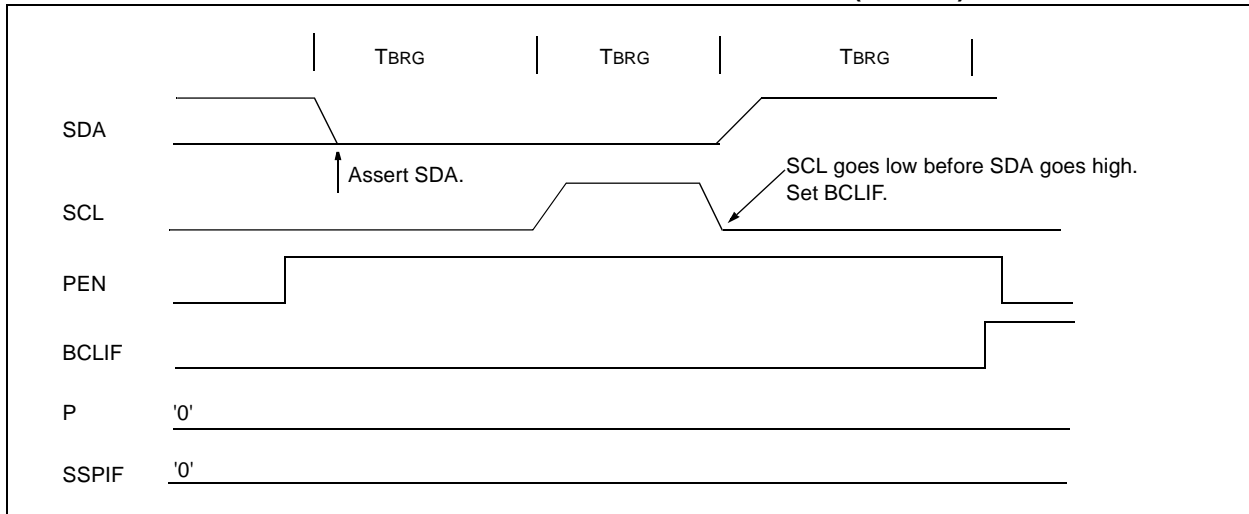 TBRG TBRG TBRG
SDA
Assert SDA.
SCL goes low before SDA goes high.
Set BCLIF.
SCL
PEN
BCLIF
P '0'
SSPIF '0'